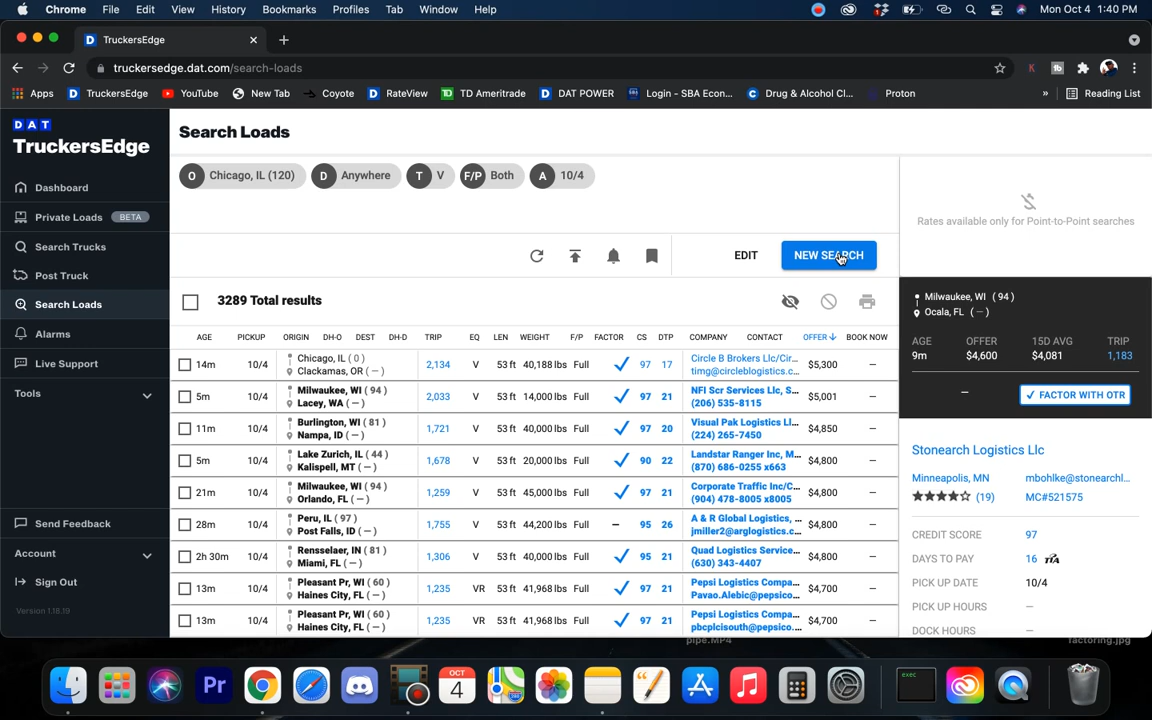 Chrome File Edit View History Bookmarks Profiles Tab Window Help Mon Oct 4 1:40 PM
TruckersEdge
truckersedge.dat.com/search-loads
Apps TruckersEdge YouTube New Tab Coyote RateView TD Ameritrade DAT POWER Login - SBA Econ... Drug & Alcohol Cl... Proton » Reading List
DAT
TruckersEdge
Dashboard
Private Loads BETA
Search Trucks
Post Truck
Search Loads
Alarms
Live Support
Tools
Send Feedback
Account
Sign Out
Version 1.18.19
Search Loads
O Chicago, IL (120) D Anywhere T V F/P Both A 10/4
EDIT NEW SEARCH
3289 Total results
AGE PICKUP ORIGIN DH-O DEST DH-D TRIP EQ LEN WEIGHT F/P FACTOR CS DTP COMPANY CONTACT OFFER BOOK NOW
14m 10/4 Chicago, IL ( 0 ) 2,134 V 53 ft 40,188 lbs Full 97 17 Circle B Brokers Llc/Cir... $5,300 –
Clackamas, OR ( – ) timg@circleblogistics.c...
5m 10/4 Milwaukee, WI ( 94 ) 2,033 V 53 ft 14,000 lbs Full 97 21 NFI Scr Services Llc, S... $5,001 –
Lacey, WA ( – ) (206) 535-8115
11m 10/4 Burlington, WI ( 81 ) 1,721 V 53 ft 40,000 lbs Full 97 20 Visual Pak Logistics Ll... $4,850 –
Nampa, ID ( – ) (224) 265-7450
5m 10/4 Lake Zurich, IL ( 44 ) 1,678 V 53 ft 20,000 lbs Full 90 22 Landstar Ranger Inc, M... $4,800 –
Kalispell, MT ( – ) (870) 686-0255 x663
21m 10/4 Milwaukee, WI ( 94 ) 1,259 V 53 ft 45,000 lbs Full 97 21 Corporate Traffic Inc/C... $4,800 –
Orlando, FL ( – ) (904) 478-8005 x8005
28m 10/4 Peru, IL ( 97 ) 1,755 V 53 ft 44,200 lbs Full – 95 26 A & R Global Logistics, ... $4,800 –
Post Falls, ID ( – ) jmiller2@arglogistics.c...
2h 30m 10/4 Rensselaer, IN ( 81 ) 1,306 V 53 ft 40,000 lbs Full 95 21 Quad Logistics Service... $4,800 –
Miami, FL ( – ) (630) 343-4407
13m 10/4 Pleasant Pr, WI ( 60 ) 1,235 VR 53 ft 41,968 lbs Full 97 21 Pepsi Logistics Compa... $4,700 –
Haines City, FL ( – ) Pavao.Alebic@pepsico...
13m 10/4 Pleasant Pr, WI ( 60 ) 1,235 VR 53 ft 41,968 lbs Full 97 21 Pepsi Logistics Compa... $4,700 –
Haines City, FL ( – ) pbcplcisouth@pepsico....
Rates available only for Point-to-Point searches
Milwaukee, WI ( 94 )
Ocala, FL ( – )
AGE OFFER 15D AVG TRIP
9m $4,600 $4,081 1,183
– FACTOR WITH OTR
Stonearch Logistics Llc
Minneapolis, MN mbohlke@stonearchl...
(19) MC#521575
CREDIT SCORE 97
DAYS TO PAY 16 TIA
PICK UP DATE 10/4
PICK UP HOURS –
DOCK HOURS –
pipe.MP4 factoring.jpg
Pr OCT 4 exec